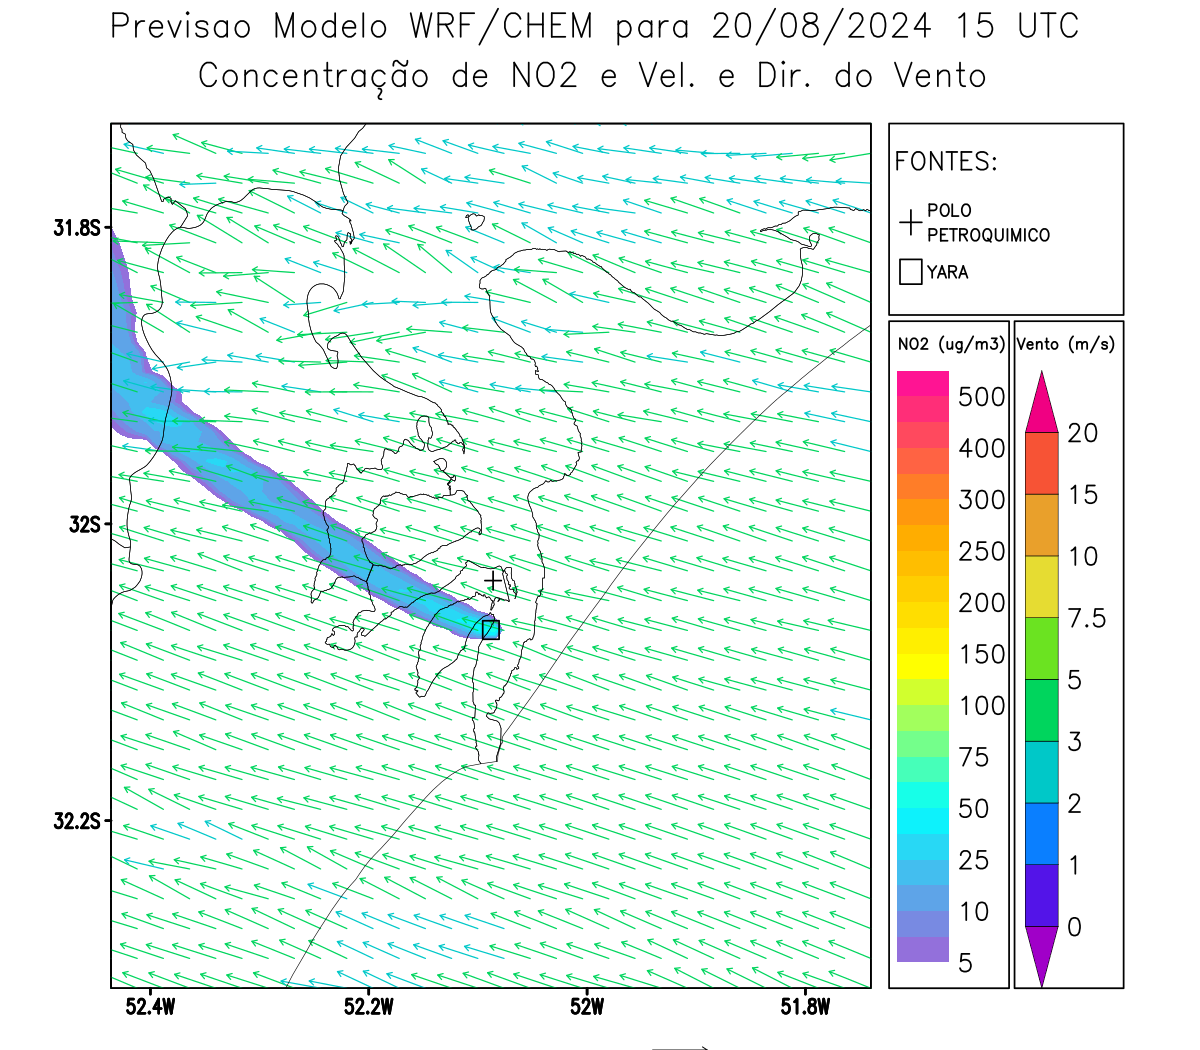 Previsao Modelo WRF/CHEM para 20/08/2024 15 UTC
Concentração de NO2 e Vel. e Dir. do Vento
FONTES:
POLO
PETROQUIMICO
YARA
NO2 (ug/m3)
500
400
300
250
200
150
100
75
50
25
10
5
Vento (m/s)
20
15
10
7.5
5
3
2
1
0
31.8S
32S
32.2S
52.4W 52.2W 52W 51.8W